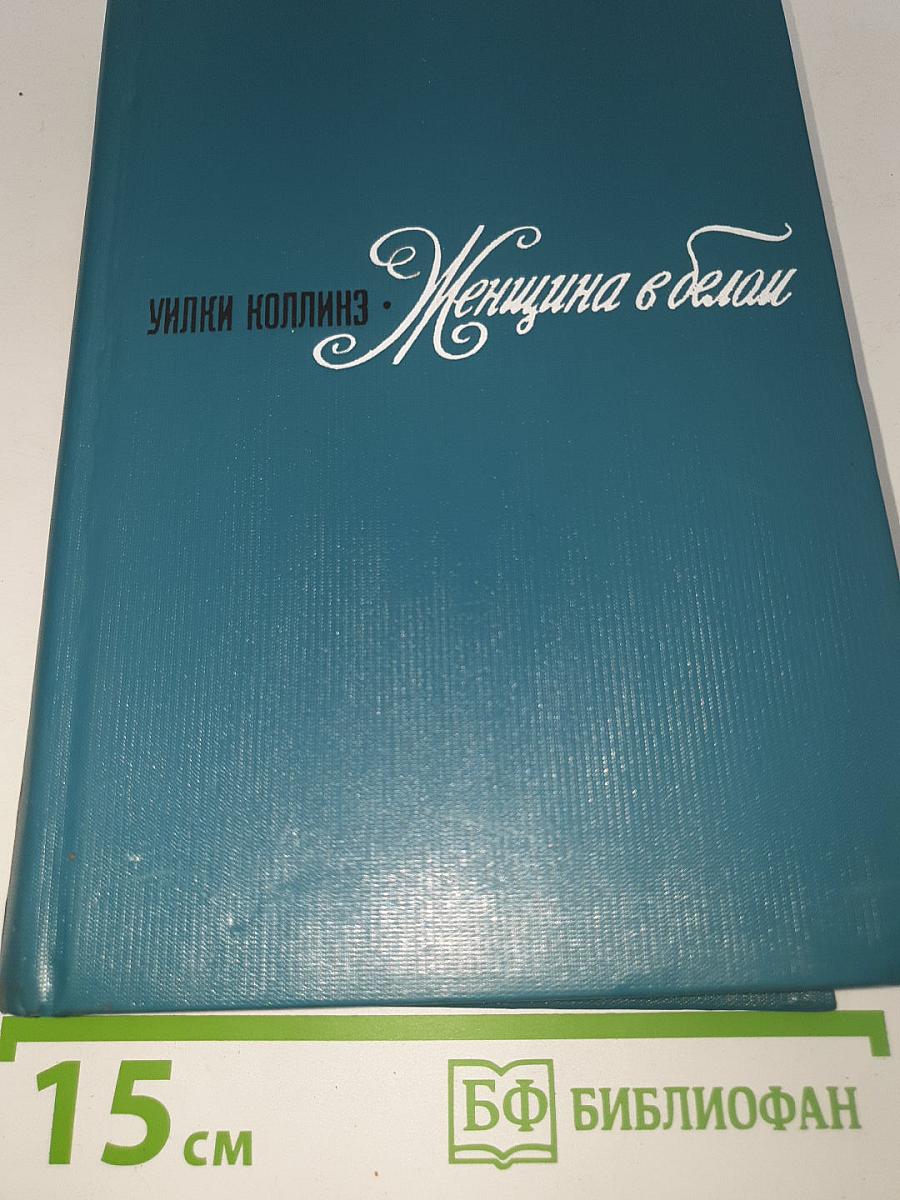 УИЛКИ КОЛЛИНЗ · Женщина в белом
15 см
БФ БИБЛИОФАН